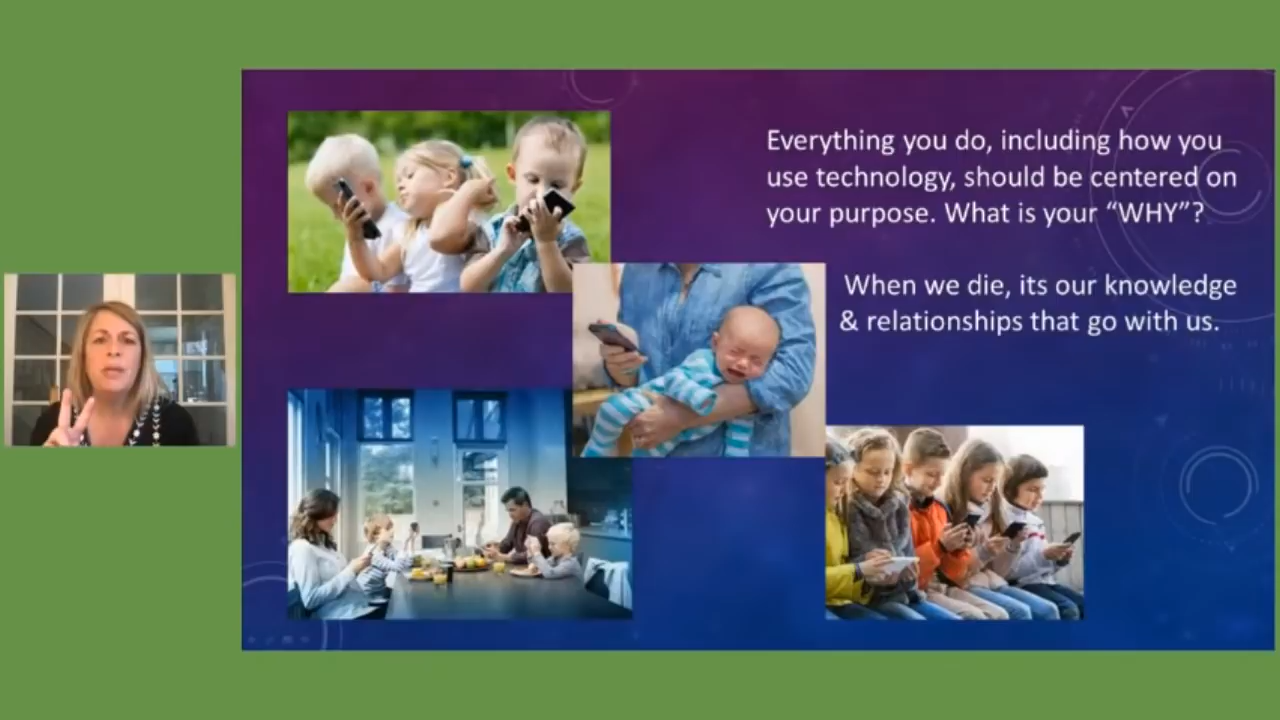 Everything you do, including how you
use technology, should be centered on
your purpose. What is your “WHY”?
When we die, its our knowledge
& relationships that go with us.